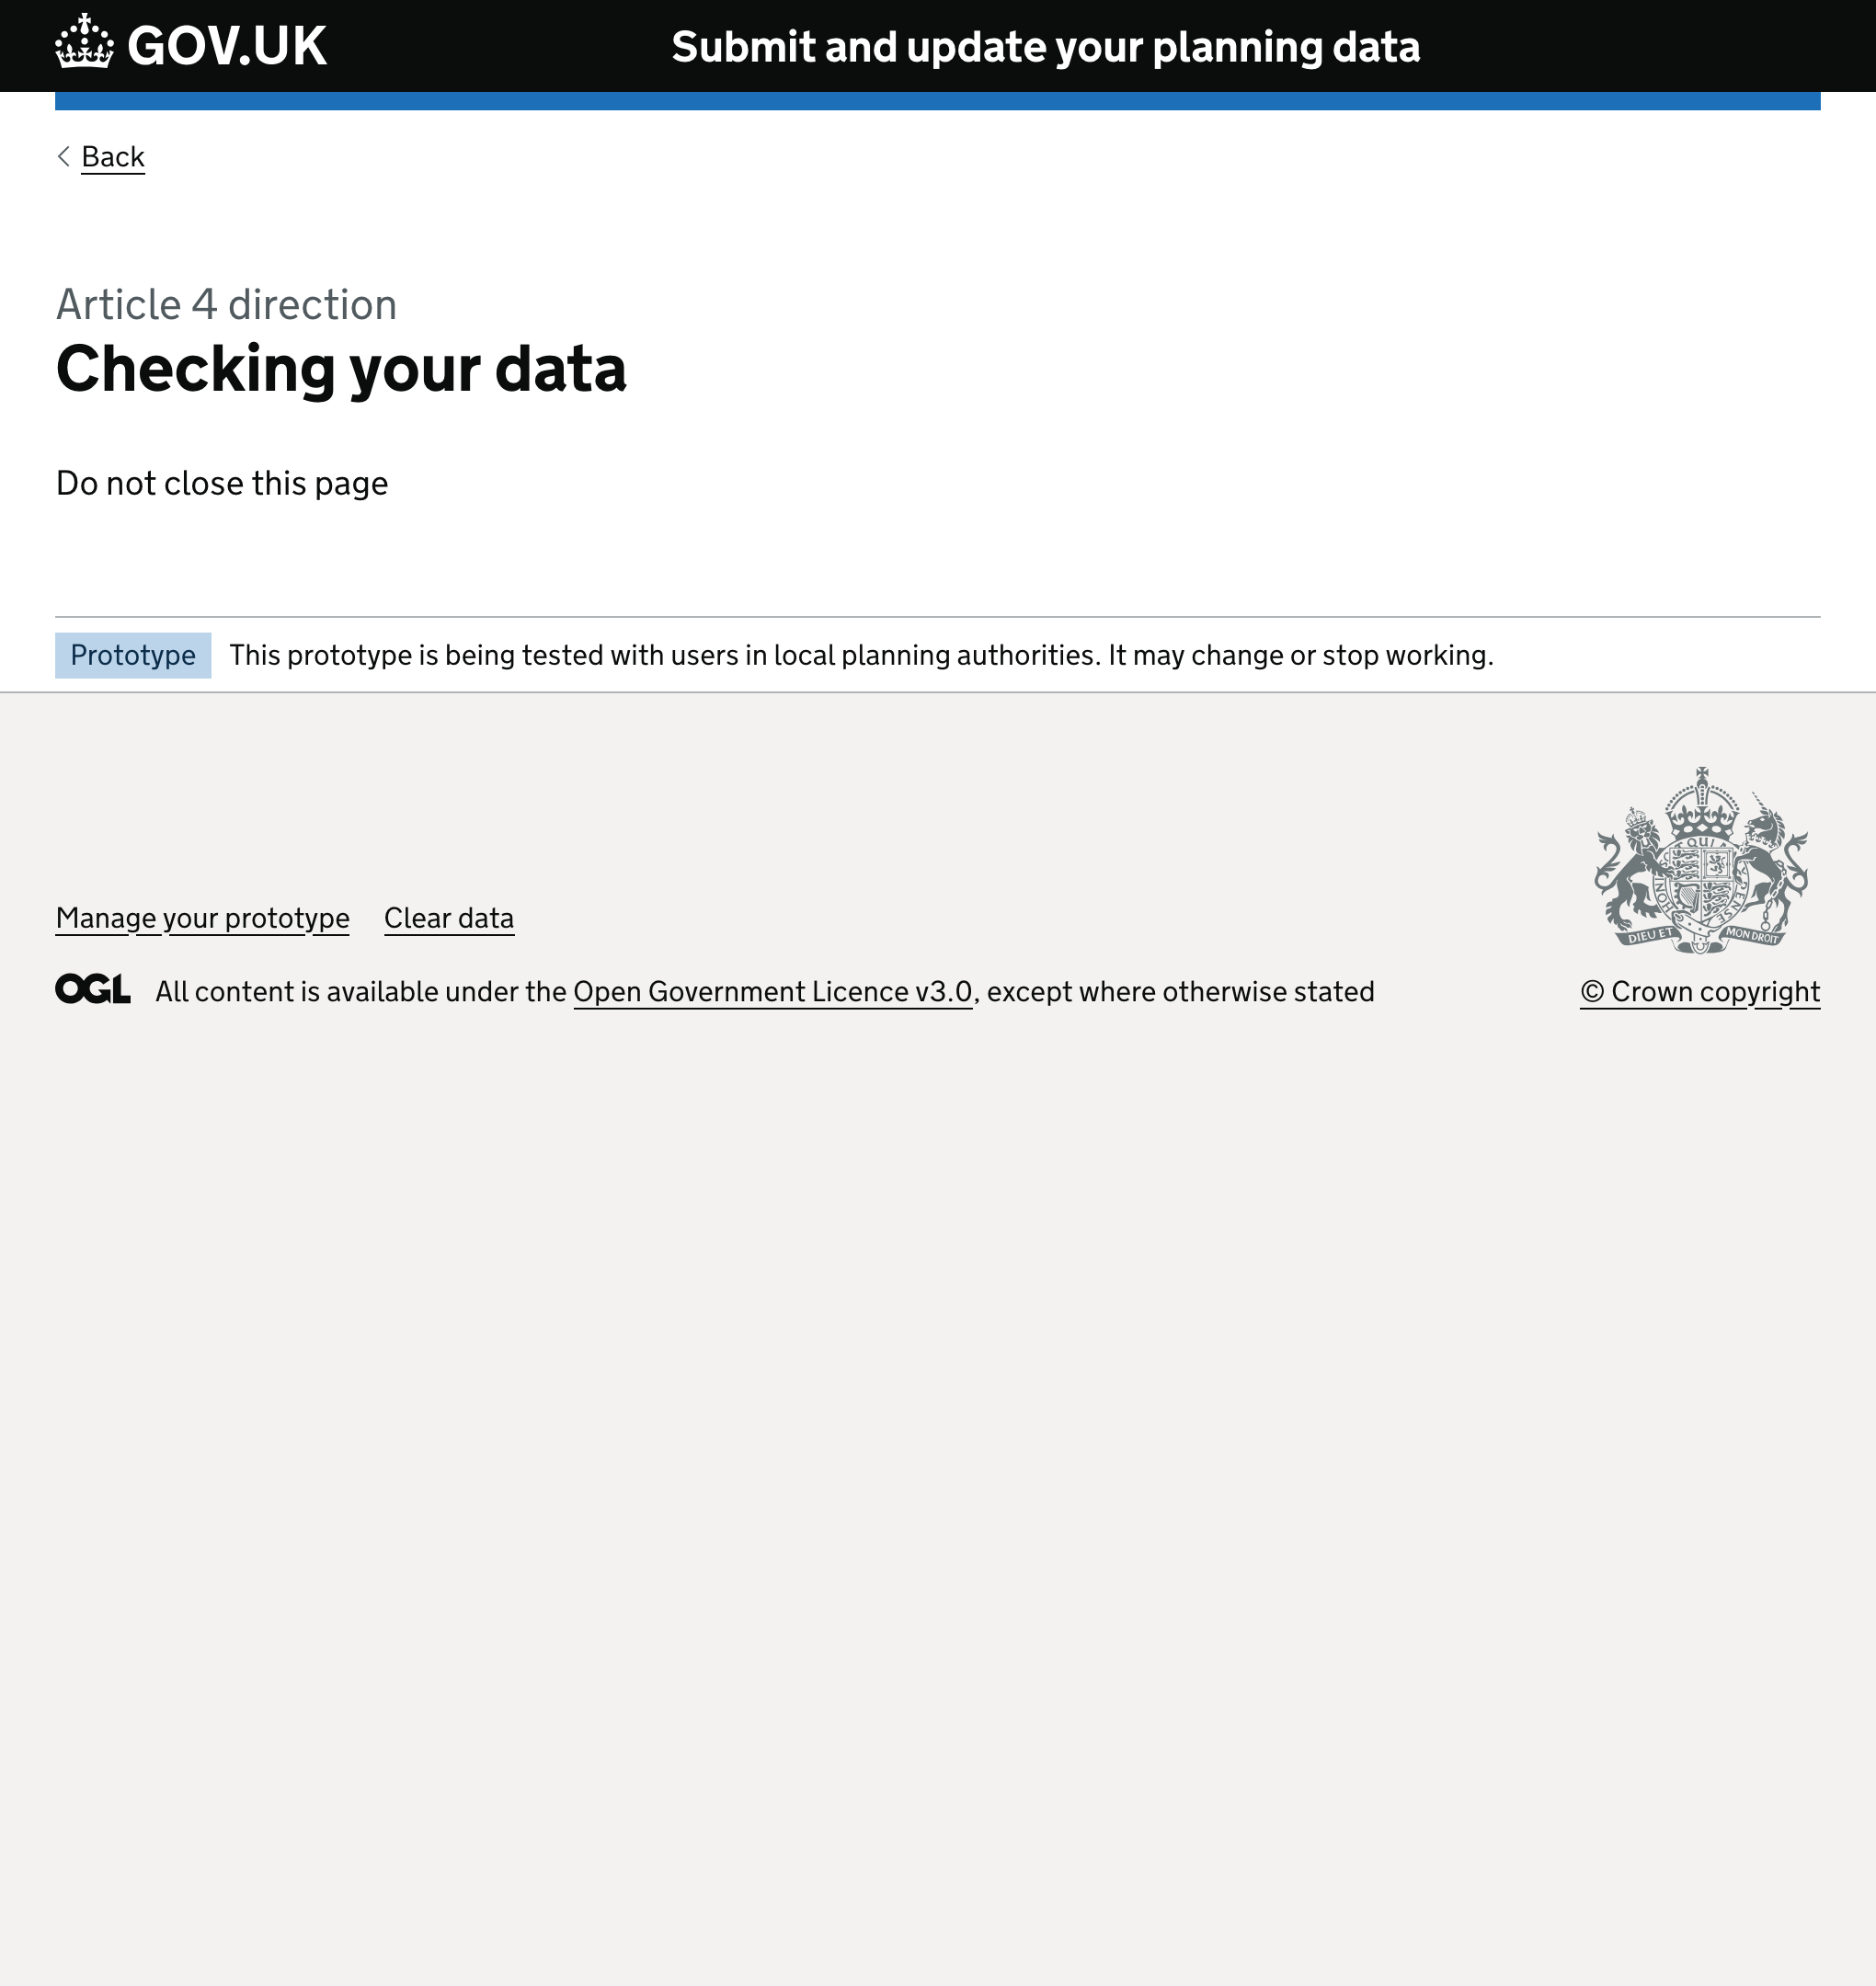 GOV.UK
Submit and update your planning data
Back
Article 4 direction
Checking your data
Do not close this page
Prototype
This prototype is being tested with users in local planning authorities. It may change or stop working.
Manage your prototype
Clear data
DIEU ET
MON DROIT
OGL
All content is available under the Open Government Licence v3.0, except where otherwise stated
© Crown copyright